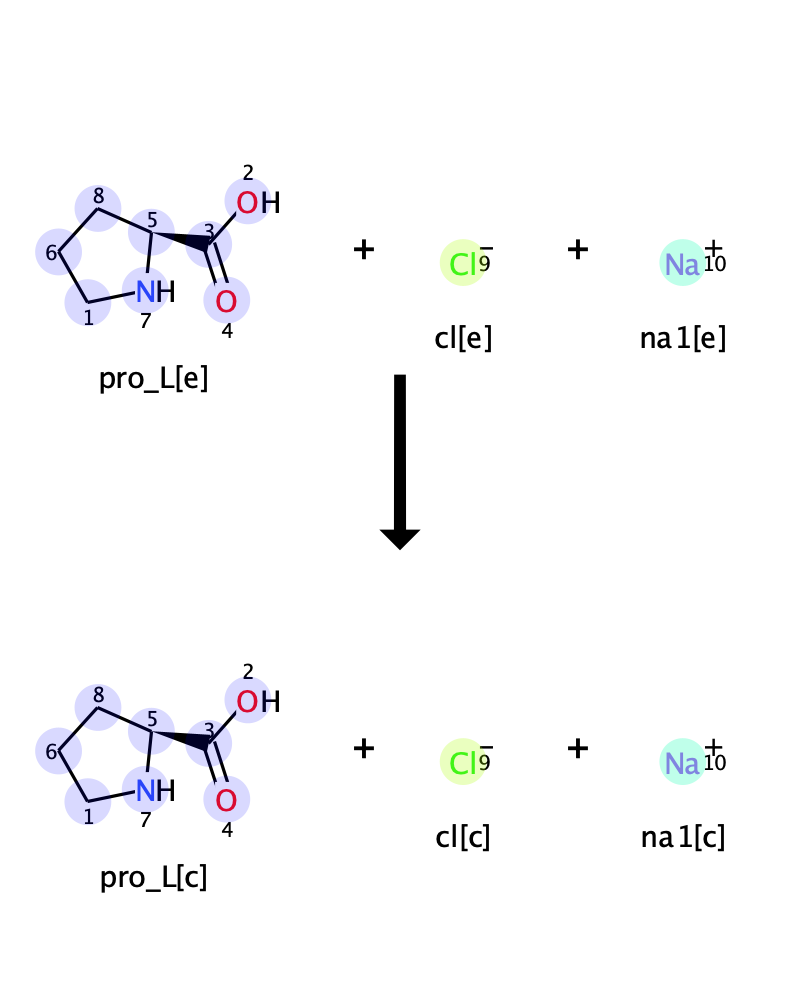 2
8
OH
5
3
+
Cl⁻
9
+
Na⁺
10
6
NH
O
1
7
4
cl[e]
na1[e]
pro_L[e]
2
8
OH
5
3
+
Cl⁻
9
+
Na⁺
10
6
NH
O
1
7
4
cl[c]
na1[c]
pro_L[c]